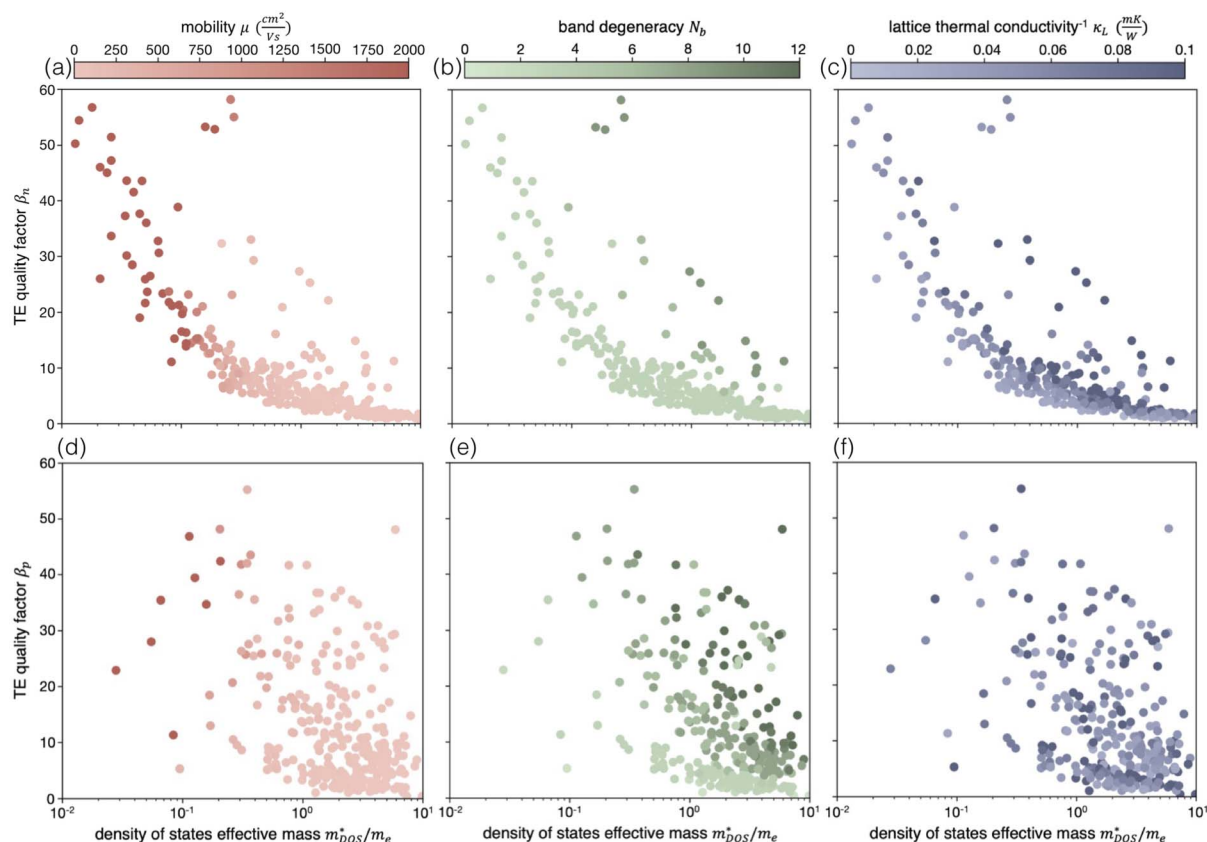 mobility μ (cm²/Vs)
0 250 500 750 1000 1250 1500 1750 2000
band degeneracy N_b
0 2 4 6 8 10 12
lattice thermal conductivity⁻¹ κ_L (mK/W)
0 0.02 0.04 0.06 0.08 0.1
(a)
(b)
(c)
60
50
40
30
20
10
0
TE quality factor β_n
(d)
(e)
(f)
60
50
40
30
20
10
0
TE quality factor β_p
10⁻² 10⁻¹ 10⁰ 10¹
10⁻² 10⁻¹ 10⁰ 10¹
10⁻² 10⁻¹ 10⁰ 10¹
density of states effective mass m*_DOS/m_e
density of states effective mass m*_DOS/m_e
density of states effective mass m*_DOS/m_e